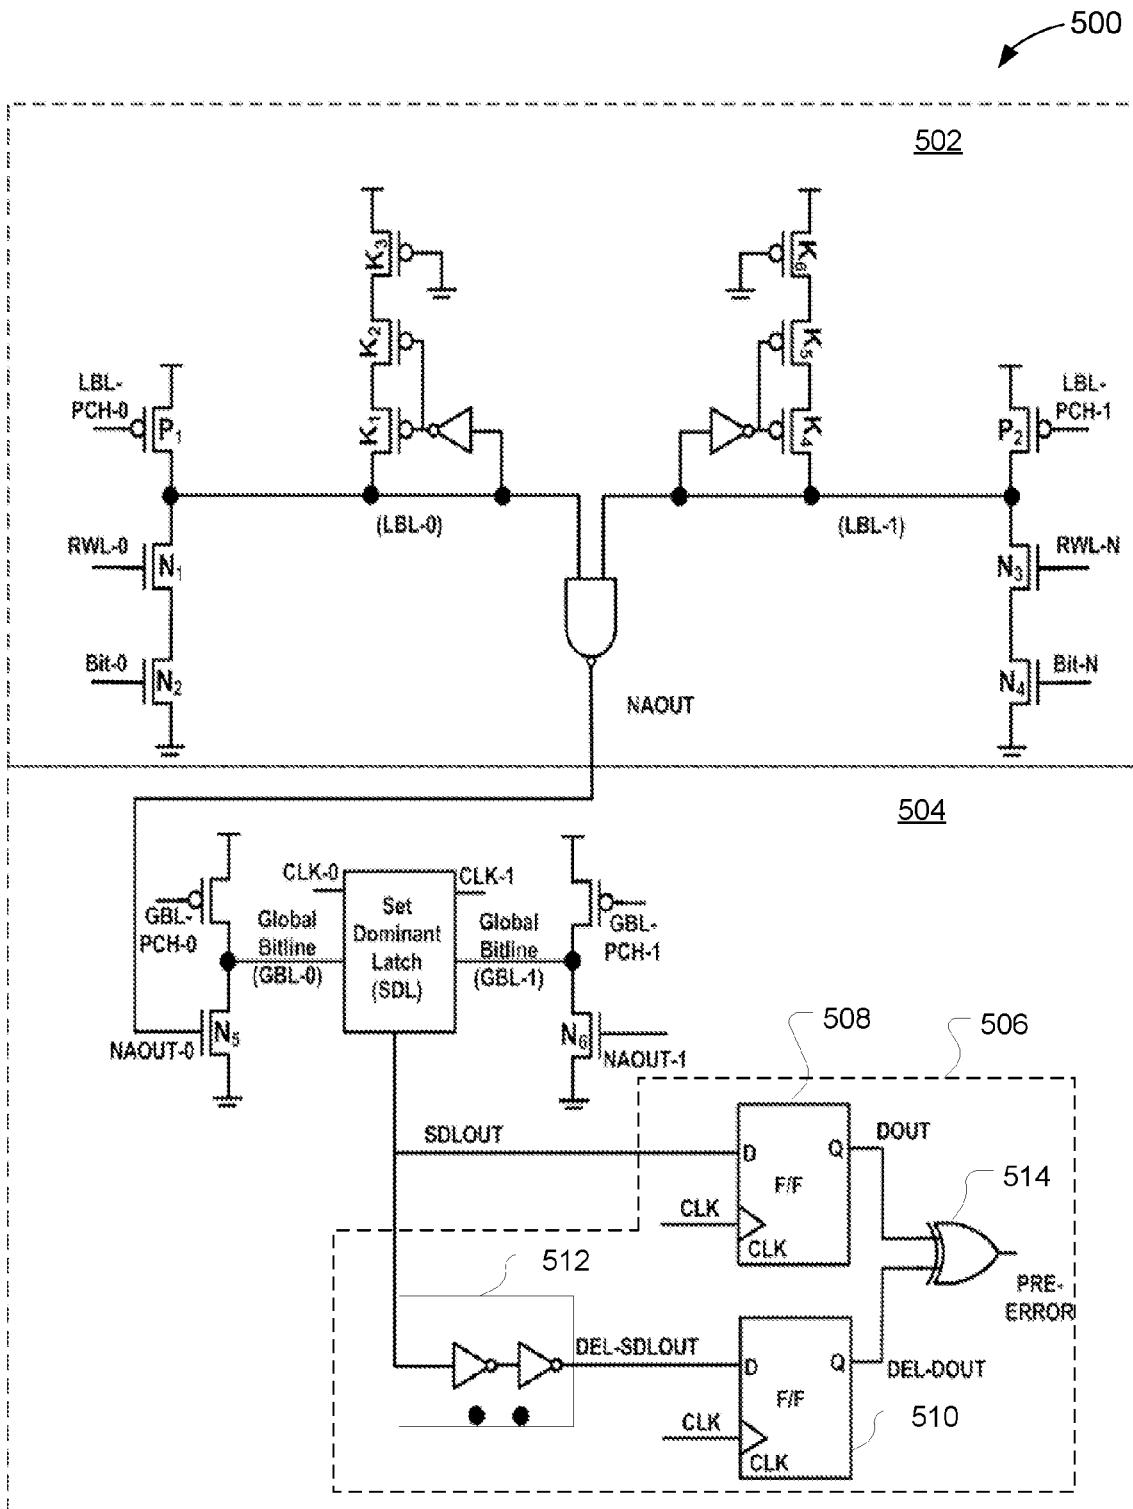 500
502
K3
K6
K2
K5
LBL-
PCH-0
P1
K1
K4
P2
LBL-
PCH-1
(LBL-0)
(LBL-1)
RWL-0
N1
N3
RWL-N
Bit-0
N2
N4
Bit-N
NAOUT
504
CLK-0
CLK-1
GBL-
PCH-0
Global
Bitline
(GBL-0)
Set
Dominant
Latch
(SDL)
Global
Bitline
(GBL-1)
GBL-
PCH-1
NAOUT-0
N5
N6
NAOUT-1
508
506
SDLOUT
D
Q
DOUT
F/F
CLK
CLK
514
512
PRE-
ERROR
DEL-SDLOUT
D
Q
DEL-DOUT
F/F
CLK
CLK
510